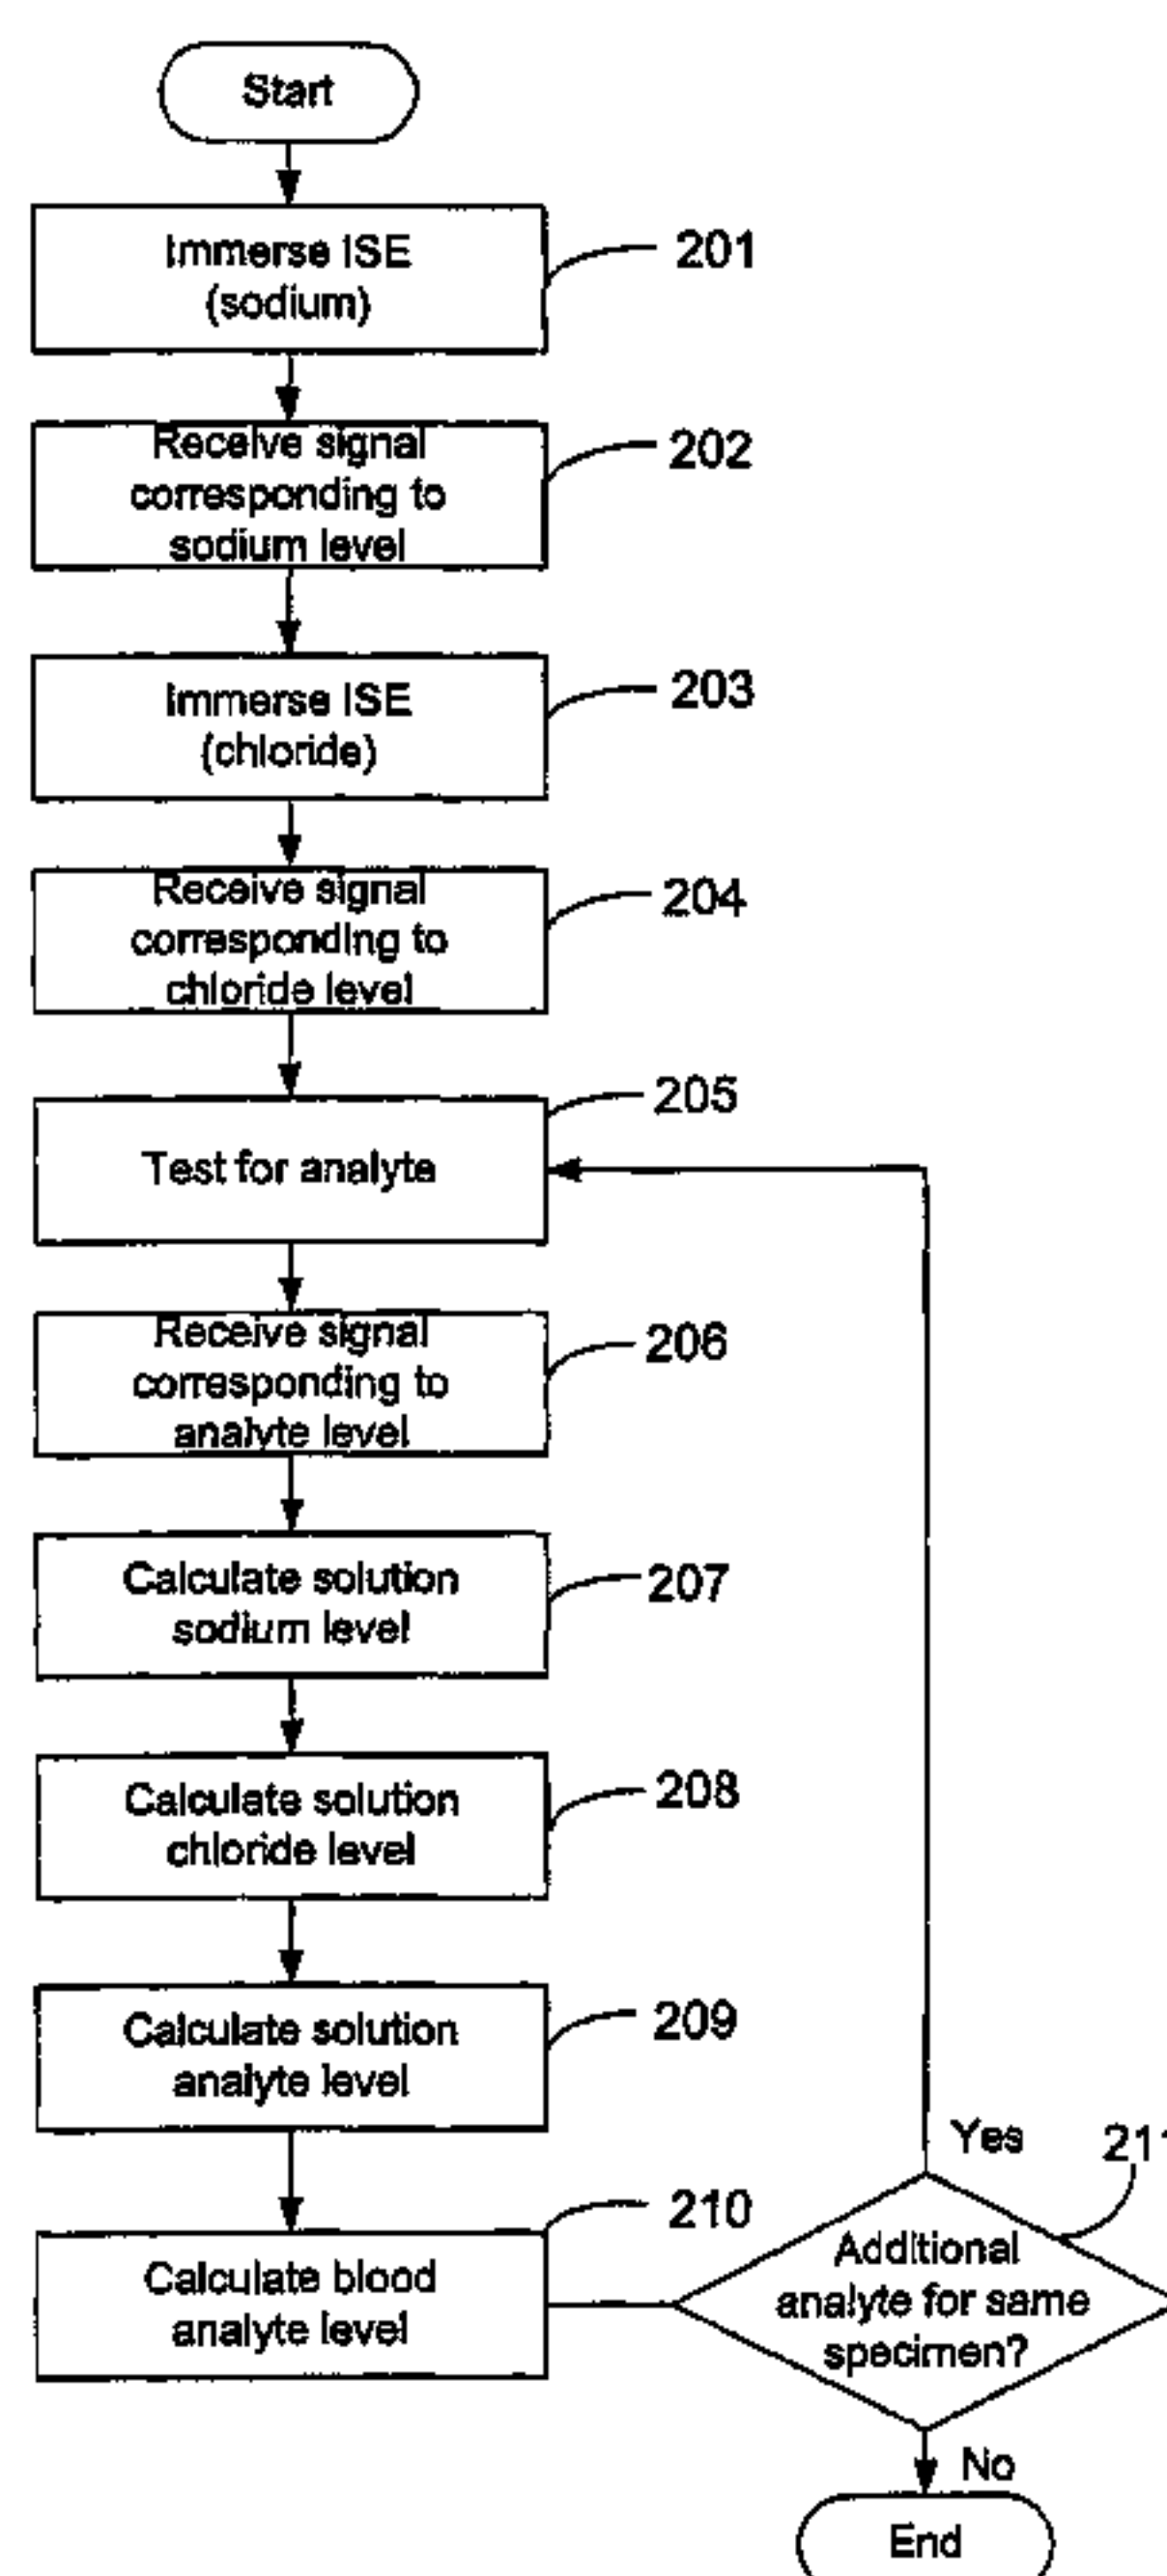 Start
Immerse ISE
(sodium)
201
Receive signal
corresponding to
sodium level
202
Immerse ISE
(chloride)
203
Receive signal
corresponding to
chloride level
204
Test for analyte
205
Receive signal
corresponding to
analyte level
206
Calculate solution
sodium level
207
Calculate solution
chloride level
208
Calculate solution
analyte level
209
Calculate blood
analyte level
210
Yes
211
Additional
analyte for same
specimen?
No
End